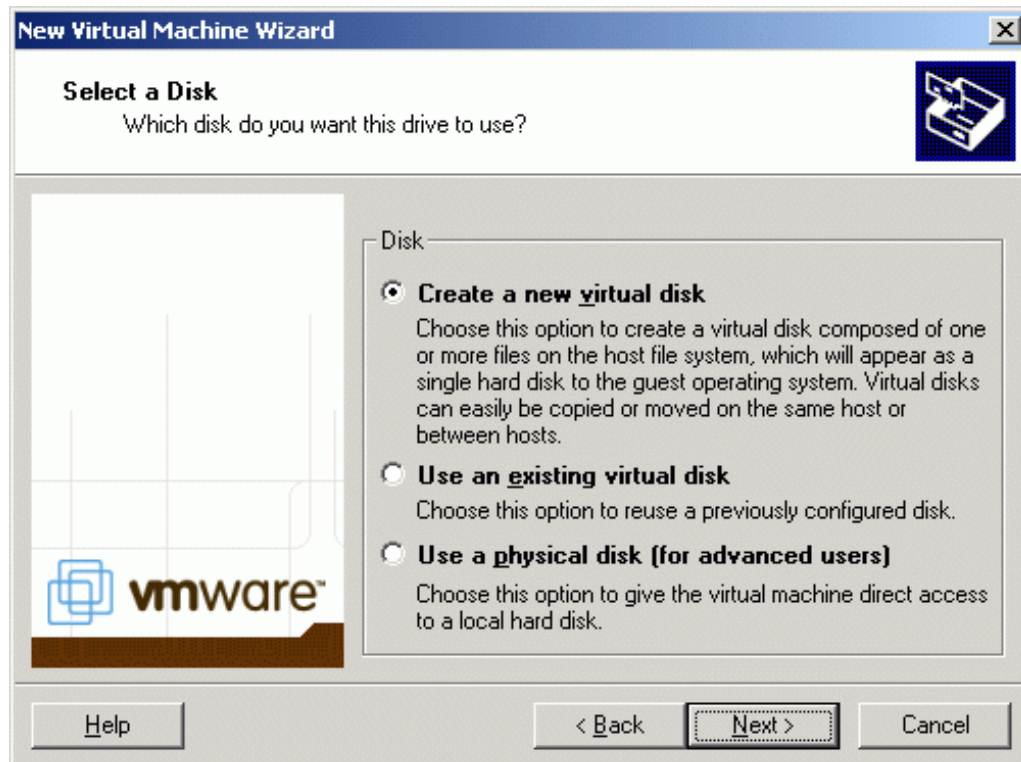 New Virtual Machine Wizard
Select a Disk
Which disk do you want this drive to use?
Disk
Create a new virtual disk
Choose this option to create a virtual disk composed of one
or more files on the host file system, which will appear as a
single hard disk to the guest operating system. Virtual disks
can easily be copied or moved on the same host or
between hosts.
Use an existing virtual disk
Choose this option to reuse a previously configured disk.
Use a physical disk (for advanced users)
Choose this option to give the virtual machine direct access
to a local hard disk.
vmware™
Help
< Back
Next >
Cancel